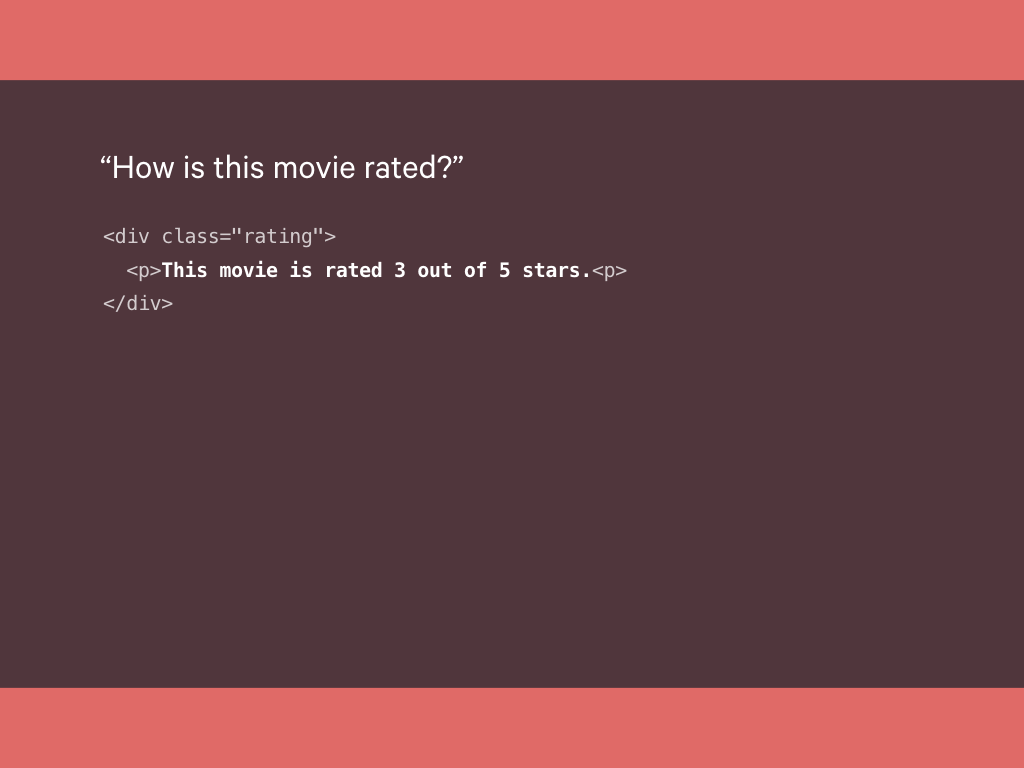 “How is this movie rated?”
<div class="rating">
  <p>This movie is rated 3 out of 5 stars.<p>
</div>